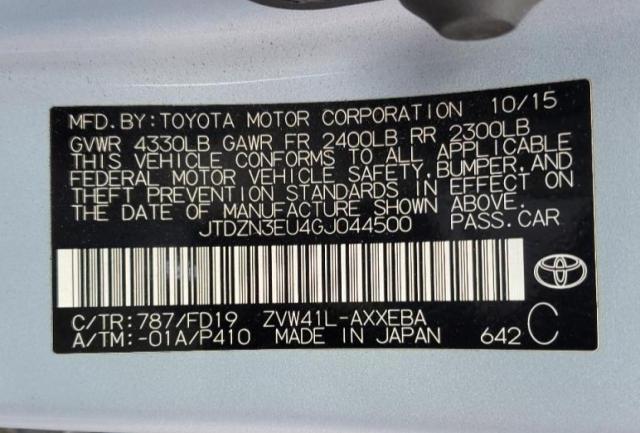 MFD.BY:TOYOTA MOTOR CORPORATION 10/15
GVWR 4330LB GAWR FR 2400LB RR 2300LB
THIS VEHICLE CONFORMS TO ALL APPLICABLE
FEDERAL MOTOR VEHICLE SAFETY,BUMPER,AND
THEFT PREVENTION STANDARDS IN EFFECT ON
THE DATE OF MANUFACTURE SHOWN ABOVE.
JTDZN3EU4GJ044500 PASS.CAR
C/TR:787/FD19 ZVW41L-AXXEBA
A/TM:-01A/P410 MADE IN JAPAN 642 C